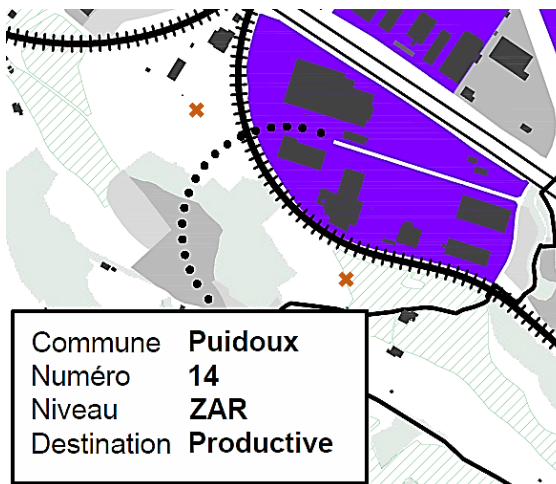 Commune Puidoux
Numéro 14
Niveau ZAR
Destination Productive